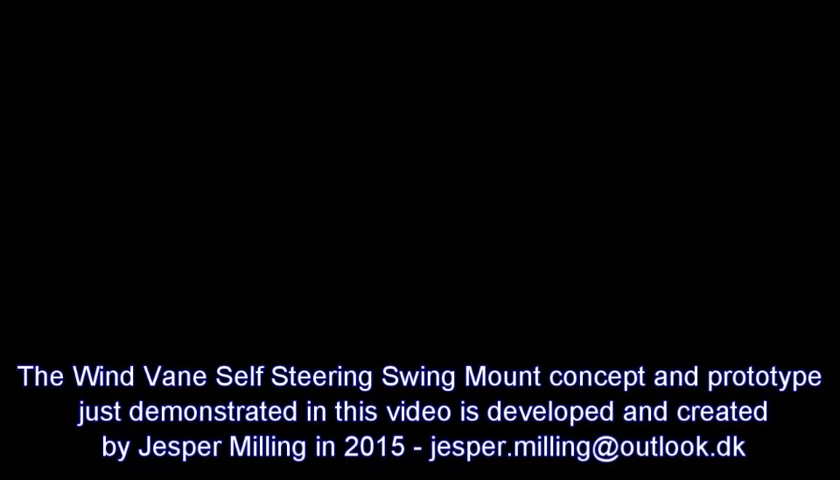 The Wind Vane Self Steering Swing Mount concept and prototype
just demonstrated in this video is developed and created
by Jesper Milling in 2015 - jesper.milling@outlook.dk